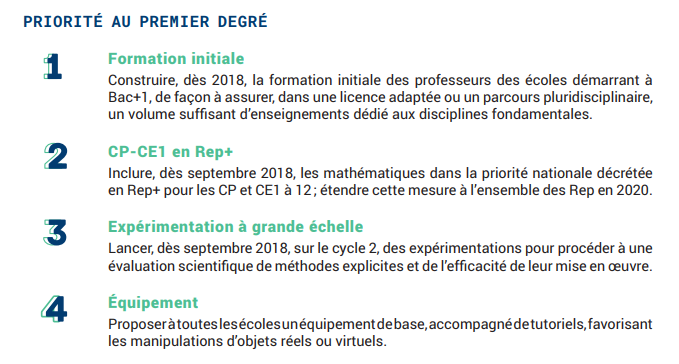 PRIORITÉ AU PREMIER DEGRÉ
1 Formation initiale
Construire, dès 2018, la formation initiale des professeurs des écoles démarrant à
Bac+1, de façon à assurer, dans une licence adaptée ou un parcours pluridisciplinaire,
un volume suffisant d'enseignements dédié aux disciplines fondamentales.
2 CP-CE1 en Rep+
Inclure, dès septembre 2018, les mathématiques dans la priorité nationale décrétée
en Rep+ pour les CP et CE1 à 12 ; étendre cette mesure à l'ensemble des Rep en 2020.
3 Expérimentation à grande échelle
Lancer, dès septembre 2018, sur le cycle 2, des expérimentations pour procéder à une
évaluation scientifique de méthodes explicites et de l'efficacité de leur mise en œuvre.
4 Équipement
Proposer à toutes les écoles un équipement de base, accompagné de tutoriels, favorisant
les manipulations d'objets réels ou virtuels.